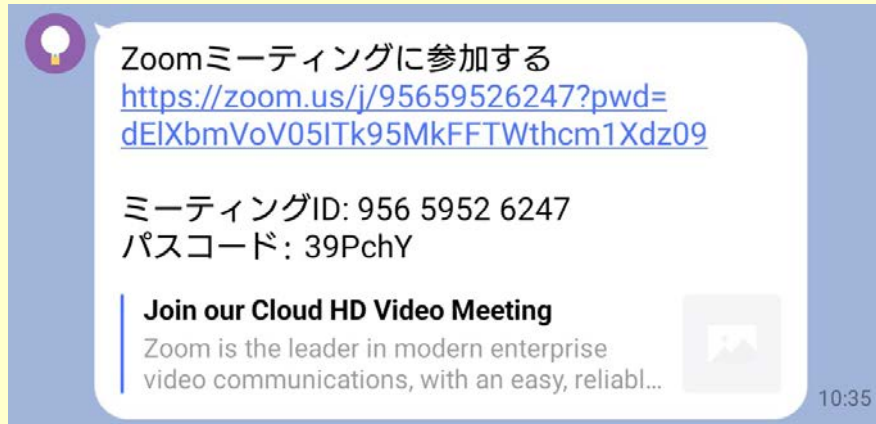 Zoomミーティングに参加する
https://zoom.us/j/95659526247?pwd=
dElXbmVoV05ITk95MkFFTWthcm1Xdz09
ミーティングID: 956 5952 6247
パスコード: 39PchY
Join our Cloud HD Video Meeting
Zoom is the leader in modern enterprise
video communications, with an easy, reliabl...
10:35